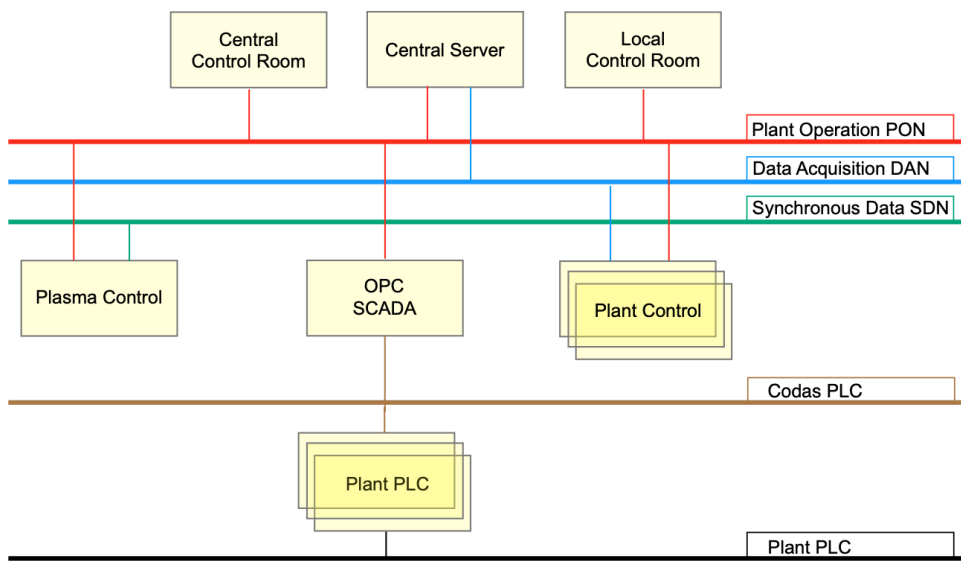 Central
Control Room
Central Server
Local
Control Room
Plant Operation PON
Data Acquisition DAN
Synchronous Data SDN
Plasma Control
OPC
SCADA
Plant Control
Codas PLC
Plant PLC
Plant PLC